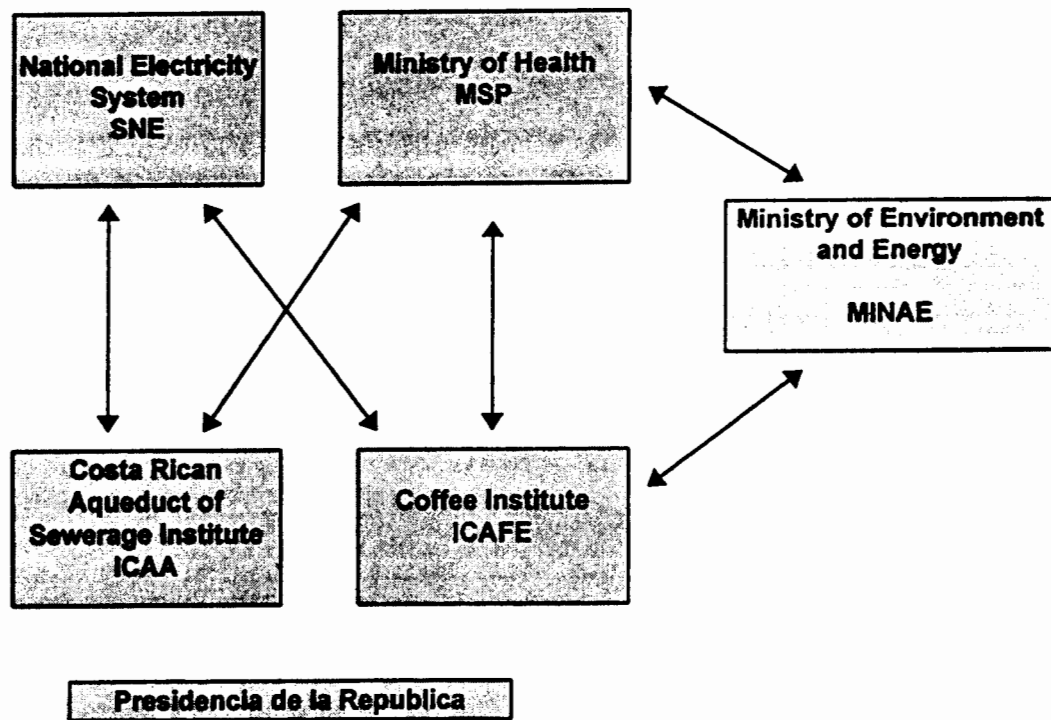 National Electricity
System
SNE
Ministry of Health
MSP
Ministry of Environment
and Energy
MINAE
Costa Rican
Aqueduct of
Sewerage Institute
ICAA
Coffee Institute
ICAFE
Presidencia de la Republica